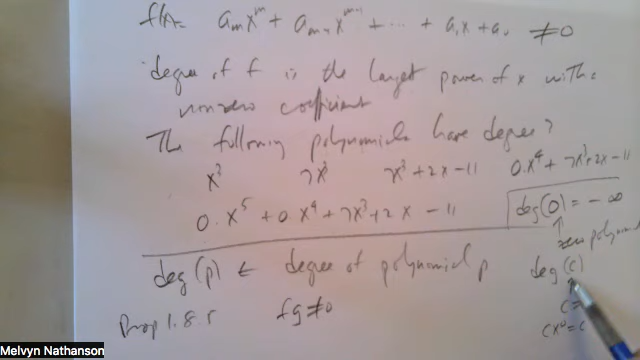 f(x) = a_m x^m + a_{m-1} x^{m-1} + ... + a_1 x + a_0 ≠ 0
degree of f is the largest power of x with a
nonzero coefficient
The following polynomials have degree 3
x^3 7x^3 7x^3 + 2x - 11 0.x^4 + 7x^3 + 2x - 11
0.x^5 + 0.x^4 + 7x^3 + 2x - 11 deg(0) = -∞
↑
zero polynomial
deg(p) ← degree of polynomial p deg(c)
Prop 1.8.5 fg ≠ 0 c =
cx^0 = c
Melvyn Nathanson